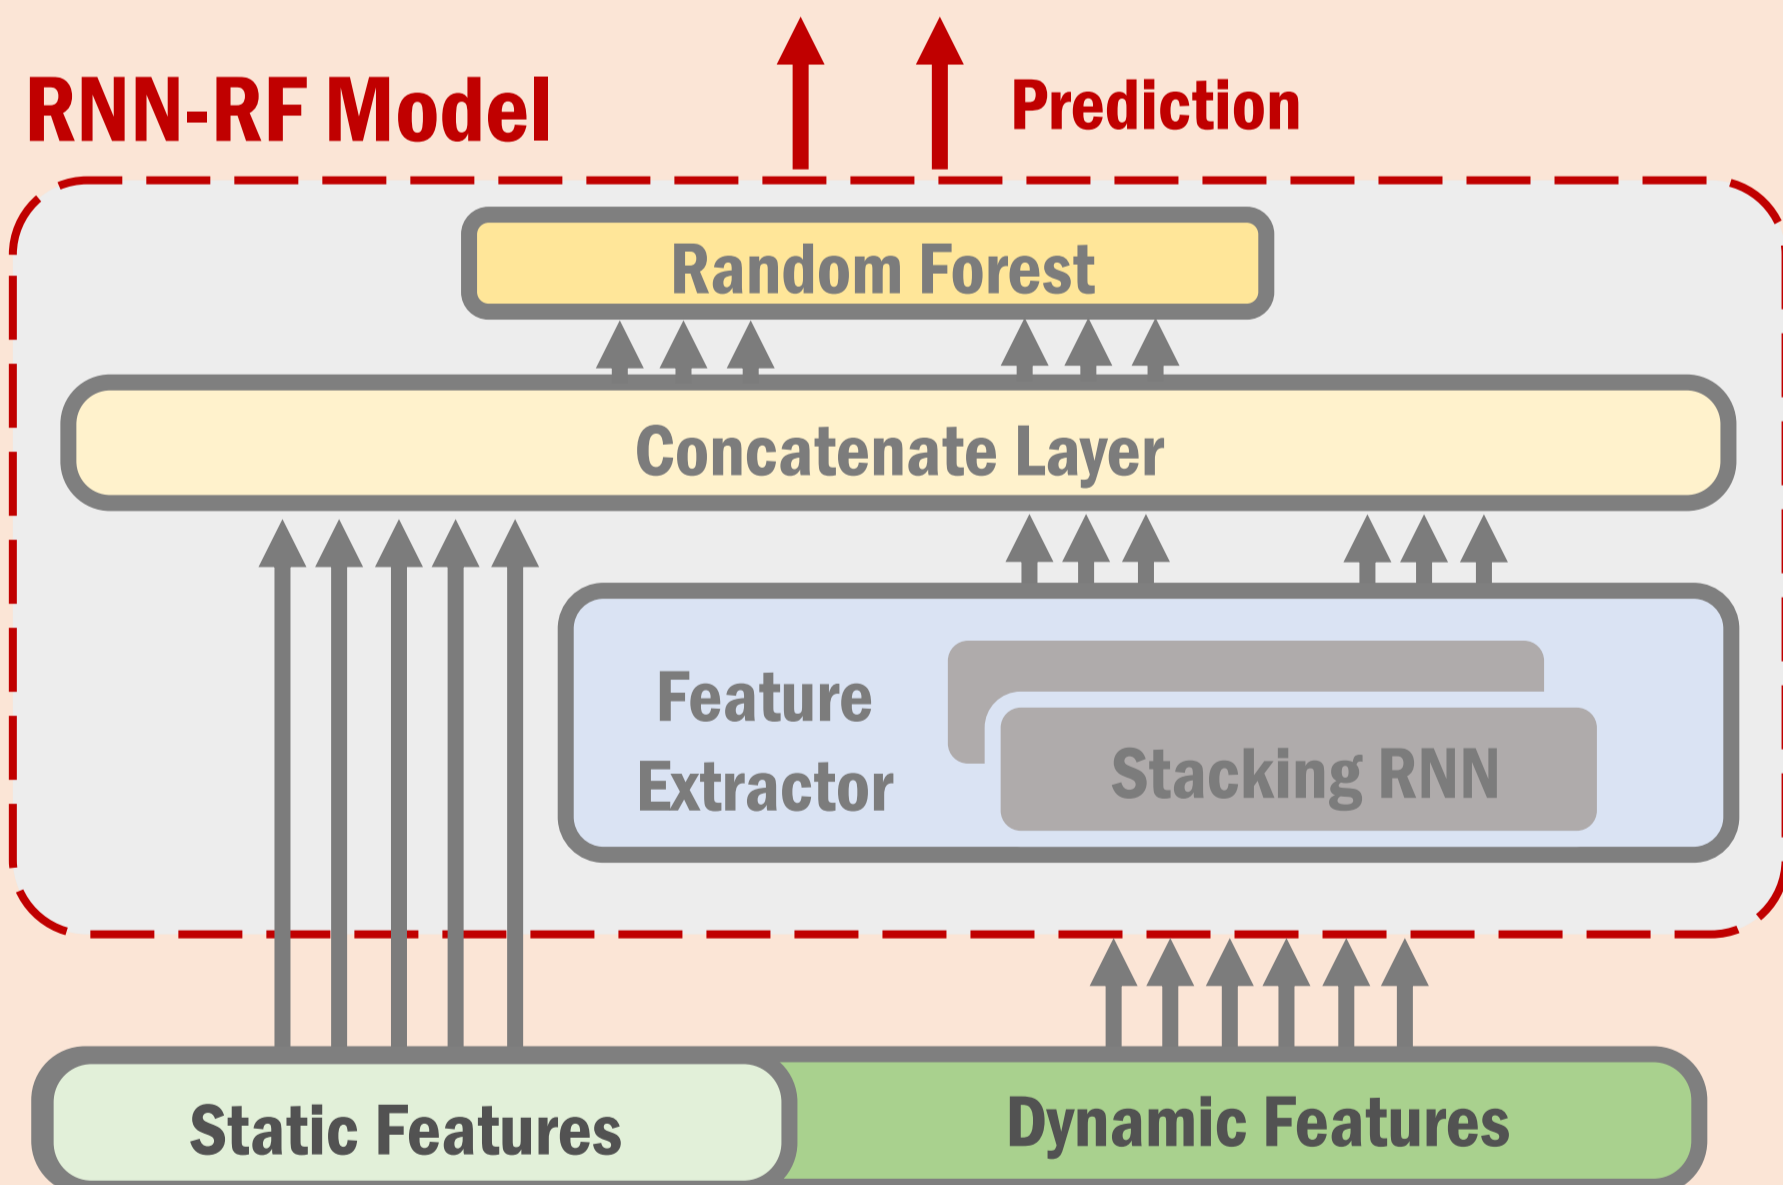 RNN-RF Model
Prediction
Random Forest
Concatenate Layer
Feature
Extractor
Stacking RNN
Static Features
Dynamic Features